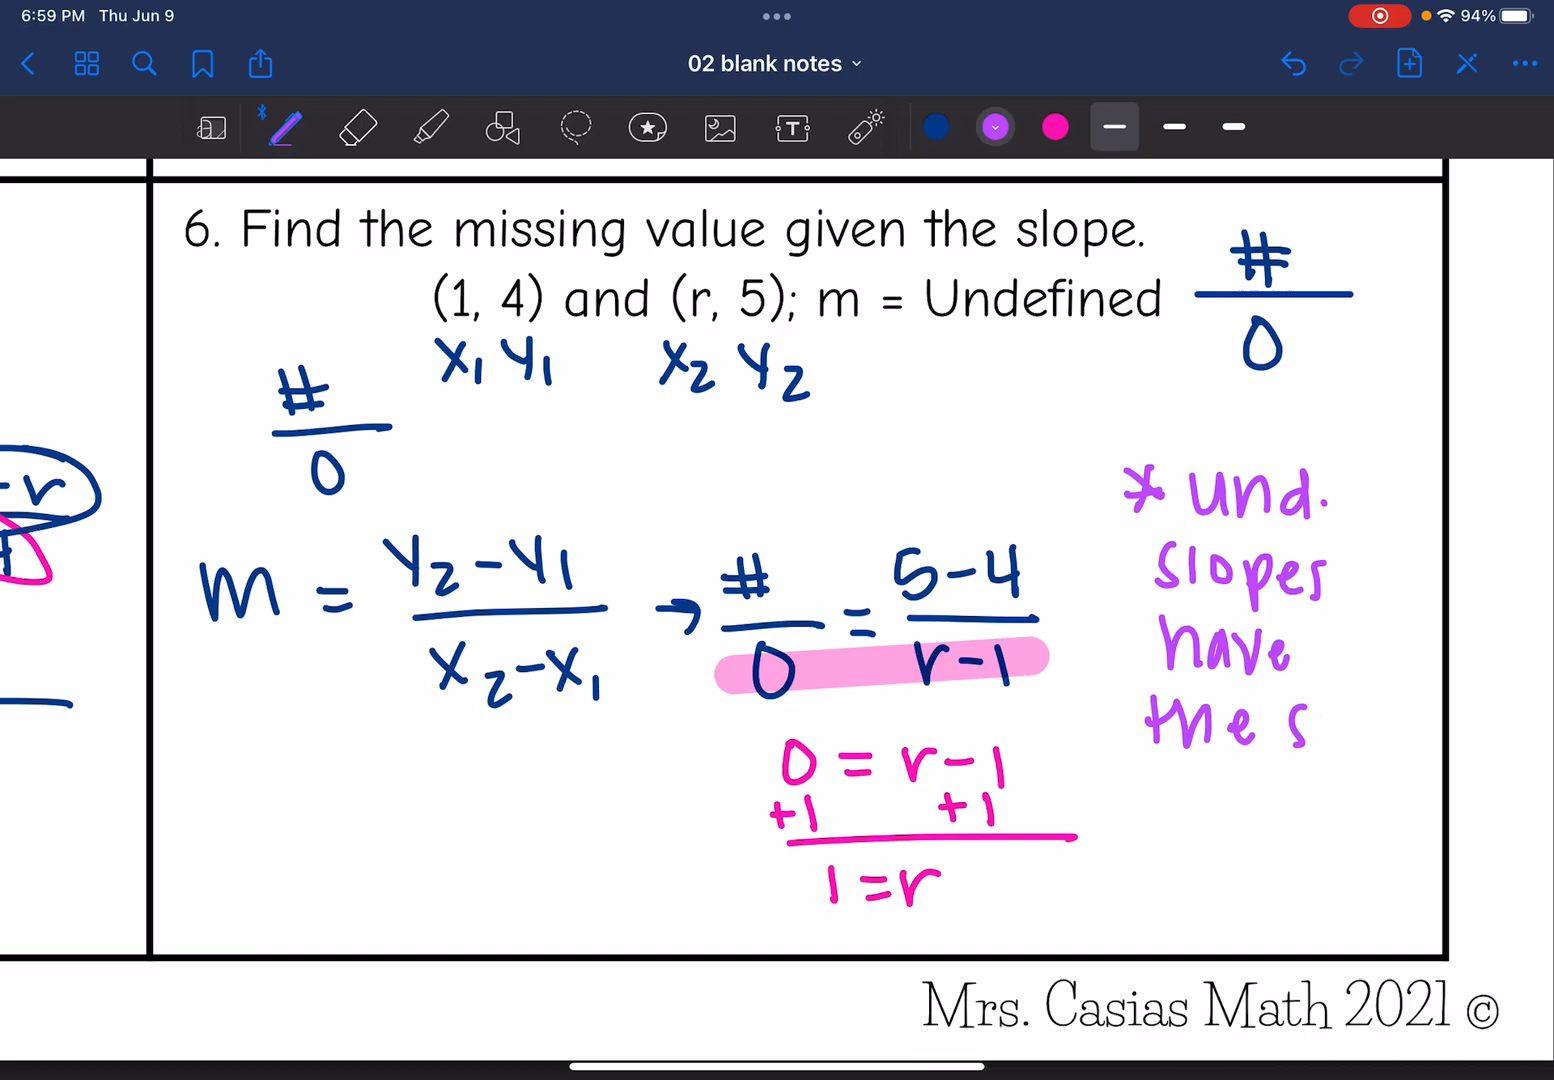 6:59 PM Thu Jun 9
94%
02 blank notes
T
6. Find the missing value given the slope.
(1, 4) and (r, 5); m = Undefined
#
0
x₁ y₁ x₂ y₂
#
0
-r
m = y₂-y₁ → # = 5-4
x₂-x₁ 0 r-1
0 = r-1
+1 +1
1=r
* und.
slopes
have
the s
Mrs. Casias Math 2021 ©